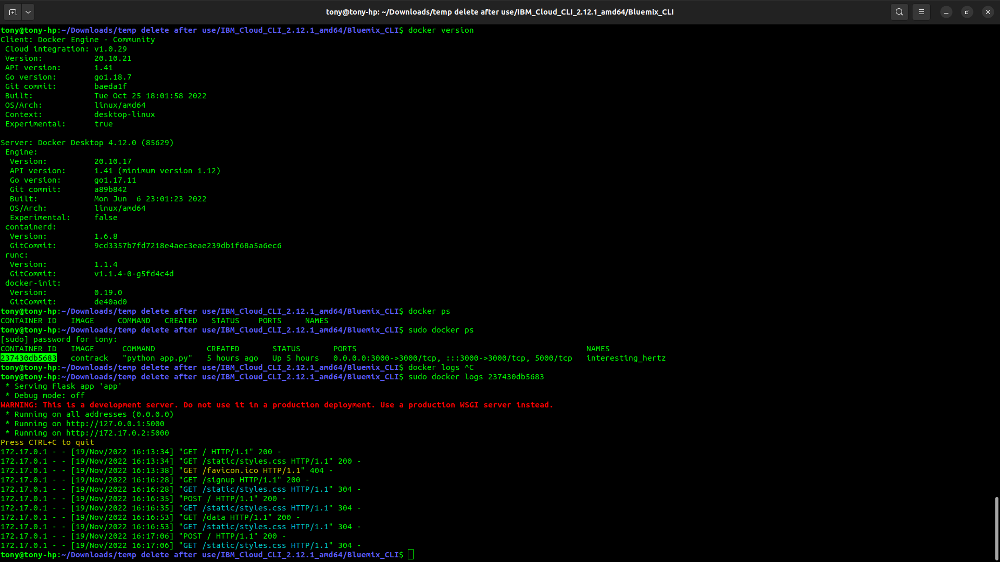 tony@tony-hp: ~/Downloads/temp delete after use/IBM_Cloud_CLI_2.12.1_amd64/Bluemix_CLI
tony@tony-hp:~/Downloads/temp delete after use/IBM_Cloud_CLI_2.12.1_amd64/Bluemix_CLI$ docker version
Client: Docker Engine - Community
 Cloud integration: v1.0.29
 Version:           20.10.21
 API version:       1.41
 Go version:        go1.18.7
 Git commit:        baeda1f
 Built:             Tue Oct 25 18:01:58 2022
 OS/Arch:           linux/amd64
 Context:           desktop-linux
 Experimental:      true

Server: Docker Desktop 4.12.0 (85629)
 Engine:
  Version:          20.10.17
  API version:      1.41 (minimum version 1.12)
  Go version:       go1.17.11
  Git commit:       a89b842
  Built:            Mon Jun  6 23:01:23 2022
  OS/Arch:          linux/amd64
  Experimental:     false
 containerd:
  Version:          1.6.8
  GitCommit:        9cd3357b7fd7218e4aec3eae239db1f68a5a6ec6
 runc:
  Version:          1.1.4
  GitCommit:        v1.1.4-0-g5fd4c4d
 docker-init:
  Version:          0.19.0
  GitCommit:        de40ad0
tony@tony-hp:~/Downloads/temp delete after use/IBM_Cloud_CLI_2.12.1_amd64/Bluemix_CLI$ docker ps
CONTAINER ID   IMAGE     COMMAND   CREATED   STATUS    PORTS     NAMES
tony@tony-hp:~/Downloads/temp delete after use/IBM_Cloud_CLI_2.12.1_amd64/Bluemix_CLI$ sudo docker ps
[sudo] password for tony:
CONTAINER ID   IMAGE      COMMAND           CREATED       STATUS       PORTS                                                 NAMES
237430db5683   contrack   "python app.py"   5 hours ago   Up 5 hours   0.0.0.0:3000->3000/tcp, :::3000->3000/tcp, 5000/tcp   interesting_hertz
tony@tony-hp:~/Downloads/temp delete after use/IBM_Cloud_CLI_2.12.1_amd64/Bluemix_CLI$ docker logs ^C
tony@tony-hp:~/Downloads/temp delete after use/IBM_Cloud_CLI_2.12.1_amd64/Bluemix_CLI$ sudo docker logs 237430db5683
 * Serving Flask app 'app'
 * Debug mode: off
WARNING: This is a development server. Do not use it in a production deployment. Use a production WSGI server instead.
 * Running on all addresses (0.0.0.0)
 * Running on http://127.0.0.1:5000
 * Running on http://172.17.0.2:5000
Press CTRL+C to quit
172.17.0.1 - - [19/Nov/2022 16:13:34] "GET / HTTP/1.1" 200 -
172.17.0.1 - - [19/Nov/2022 16:13:34] "GET /static/styles.css HTTP/1.1" 200 -
172.17.0.1 - - [19/Nov/2022 16:13:38] "GET /favicon.ico HTTP/1.1" 404 -
172.17.0.1 - - [19/Nov/2022 16:16:28] "GET /signup HTTP/1.1" 200 -
172.17.0.1 - - [19/Nov/2022 16:16:28] "GET /static/styles.css HTTP/1.1" 304 -
172.17.0.1 - - [19/Nov/2022 16:16:35] "POST / HTTP/1.1" 200 -
172.17.0.1 - - [19/Nov/2022 16:16:35] "GET /static/styles.css HTTP/1.1" 304 -
172.17.0.1 - - [19/Nov/2022 16:16:53] "GET /data HTTP/1.1" 200 -
172.17.0.1 - - [19/Nov/2022 16:16:53] "GET /static/styles.css HTTP/1.1" 304 -
172.17.0.1 - - [19/Nov/2022 16:17:06] "POST / HTTP/1.1" 200 -
172.17.0.1 - - [19/Nov/2022 16:17:06] "GET /static/styles.css HTTP/1.1" 304 -
tony@tony-hp:~/Downloads/temp delete after use/IBM_Cloud_CLI_2.12.1_amd64/Bluemix_CLI$